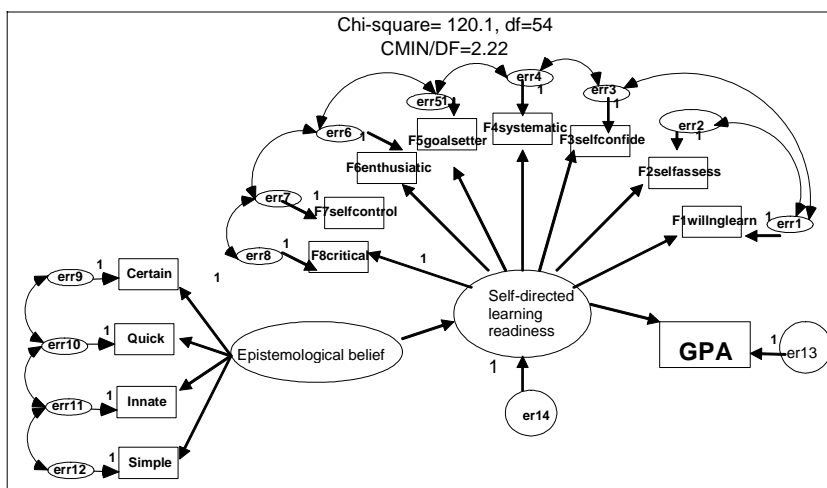 Chi-square= 120.1, df=54
CMIN/DF=2.22
err4
1
err3
1
err51
err2
1
err6
1
F4systematic
F5goalsetter
F3selfconfide
F6enthusiatic
F2selfassess
err7
1
F7selfcontrol
F1willnglearn
1
err1
err8
1
F8critical
1
err9
1
Certain
1
Self-directed
learning
readiness
err10
1
Quick
Epistemological belief
GPA
1
er13
1
err11
1
Innate
er14
err12
1
Simple